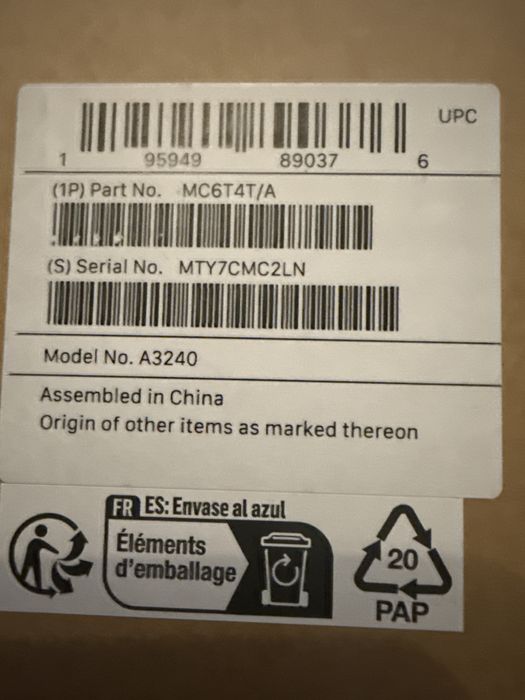 UPC
1 95949 89037 6
(1P) Part No. MC6T4T/A
(S) Serial No. MTY7CMC2LN
Model No. A3240
Assembled in China
Origin of other items as marked thereon
FR ES: Envase al azul
Éléments
d'emballage
20
PAP